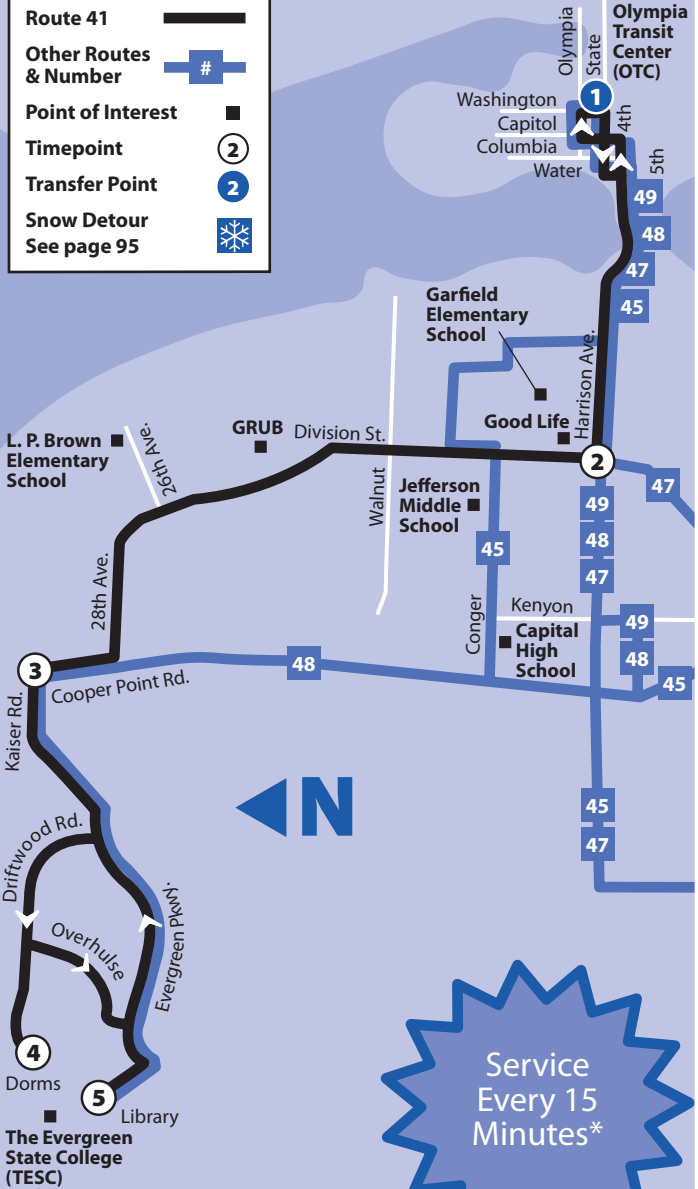 Route 41
Other Routes
& Number
#
Point of Interest
Timepoint
2
Transfer Point
2
Snow Detour
See page 95
Olympia
State
Olympia
Transit
Center
(OTC)
1
Washington
Capitol
Columbia
Water
4th
5th
49
48
47
45
Garfield
Elementary
School
Harrison Ave.
Good Life
L. P. Brown
Elementary
School
26th Ave.
GRUB
Division St.
2
47
Walnut
Jefferson
Middle
School
49
48
47
45
28th Ave.
Conger
Kenyon
Capital
High
School
49
48
45
3
Cooper Point Rd.
48
Kaiser Rd.
N
45
47
Driftwood Rd.
Overhulse
Evergreen Pkwy.
4
Dorms
5
Library
The Evergreen
State College
(TESC)
Service
Every 15
Minutes*